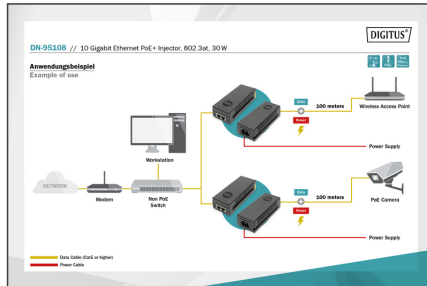 DIGITUS®
DN-95108 // 10 Gigabit Ethernet PoE+ Injector, 802.3at, 30 W
Anwendungsbeispiel
Example of use
Data
100 meters
Wireless Access Point
Power
Workstation
Power Supply
NETWORK
Modem
Non PoE
Switch
Data
100 meters
PoE Camera
Power
Power Supply
Data Cable (Cat5 or higher)
Power Cable